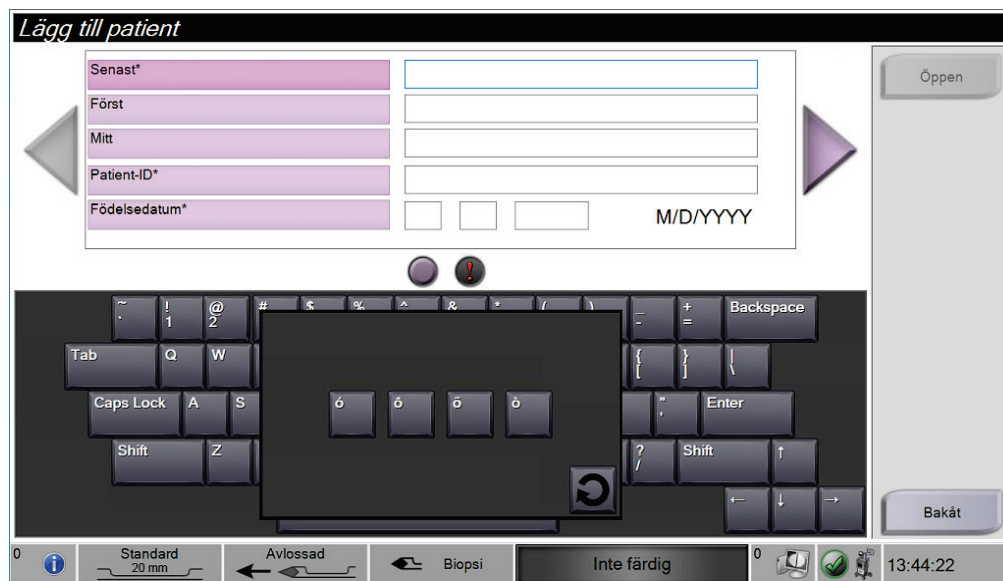 Lägg till patient
Senast*
Öppen
Först
Mitt
Patient-ID*
Födelsedatum*
M/D/YYYY
~ ! @ # $ % ^ & * ( ) _ + Backspace
` 1 2 - =
Tab Q W { } |
[ ] \
Caps Lock A S ó ô õ ò " Enter
'
Shift Z ? Shift ↑
/
← ↓ →
Bakåt
0 Standard Avlossad Biopsi Inte färdig 0 13:44:22
20 mm